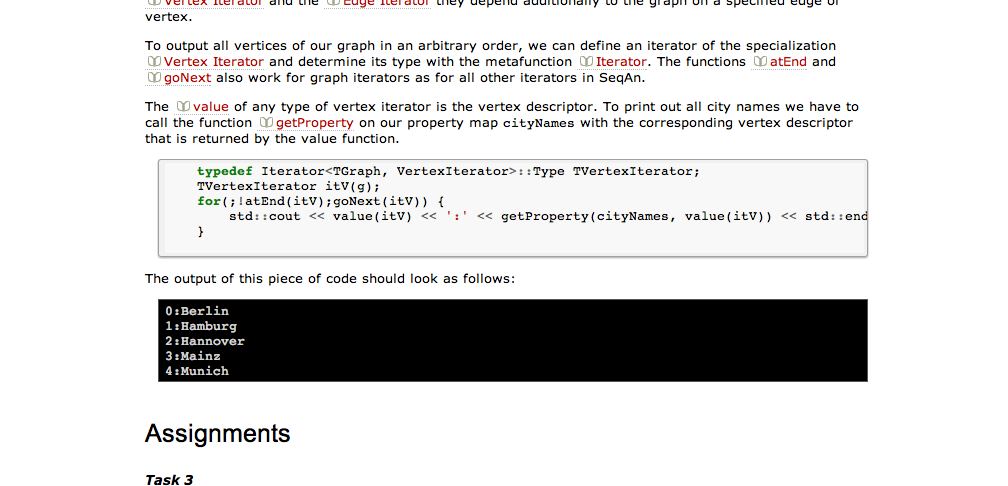 Vertex Iterator and the Edge Iterator they depend additionally to the graph on a specified edge or
vertex.
To output all vertices of our graph in an arbitrary order, we can define an iterator of the specialization
Vertex Iterator and determine its type with the metafunction Iterator. The functions atEnd and
goNext also work for graph iterators as for all other iterators in SeqAn.
The value of any type of vertex iterator is the vertex descriptor. To print out all city names we have to
call the function getProperty on our property map cityNames with the corresponding vertex descriptor
that is returned by the value function.
typedef Iterator<TGraph, VertexIterator>::Type TVertexIterator;
TVertexIterator itV(g);
for(;!atEnd(itV);goNext(itV)) {
std::cout << value(itV) << ':' << getProperty(cityNames, value(itV)) << std::end
}
The output of this piece of code should look as follows:
0:Berlin
1:Hamburg
2:Hannover
3:Mainz
4:Munich
Assignments
Task 3